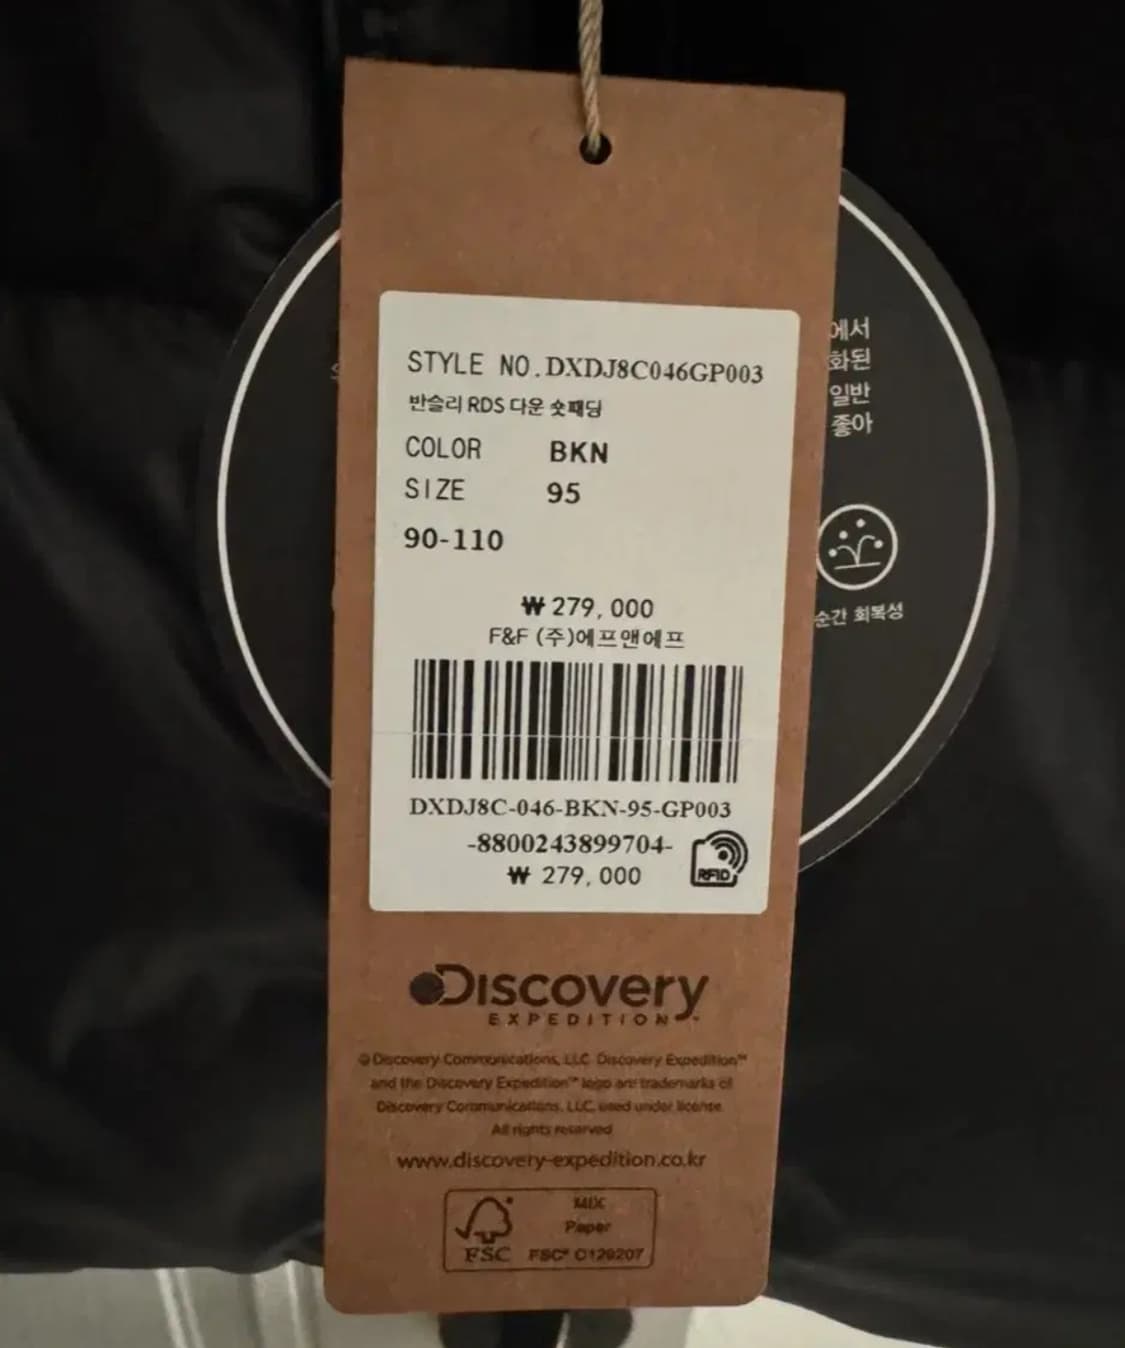 STYLE NO.DXDJ8C046GP003
반슬리 RDS 다운 숏패딩
COLOR BKN
SIZE 95
90-110
₩ 279,000
F&F (주)에프앤에프
DXDJ8C-046-BKN-95-GP003
-8800243899704-
RFID
₩ 279,000
DISCOVERY
EXPEDITION™
© Discovery Communications, LLC. Discovery Expedition™
and the Discovery Expedition™ logo are trademarks of
Discovery Communications, LLC, used under license.
All rights reserved
www.discovery-expedition.co.kr
MIX
Paper
FSC FSC® C129207
에서
화된
일반
좋아
순간 회복성